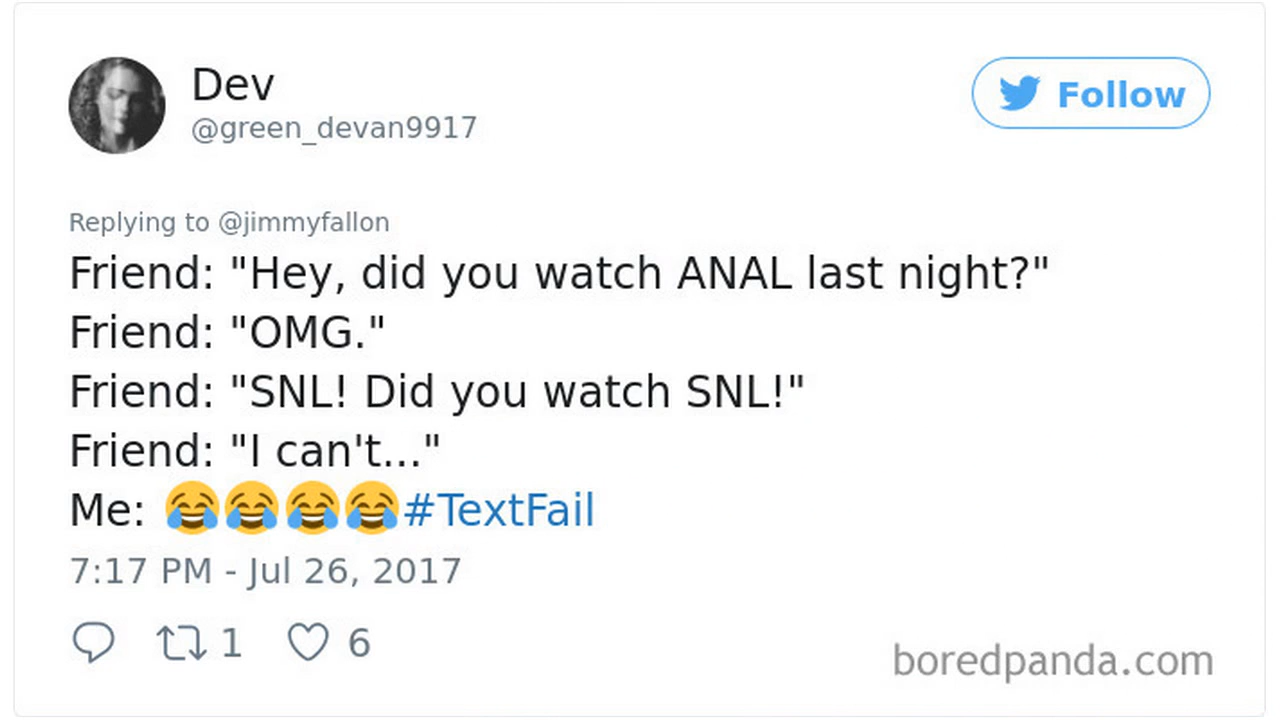 Dev
@green_devan9917
Follow
Replying to @jimmyfallon
Friend: "Hey, did you watch ANAL last night?"
Friend: "OMG."
Friend: "SNL! Did you watch SNL!"
Friend: "I can't..."
Me: 😂😂😂😂#TextFail
7:17 PM - Jul 26, 2017
1 6
boredpanda.com